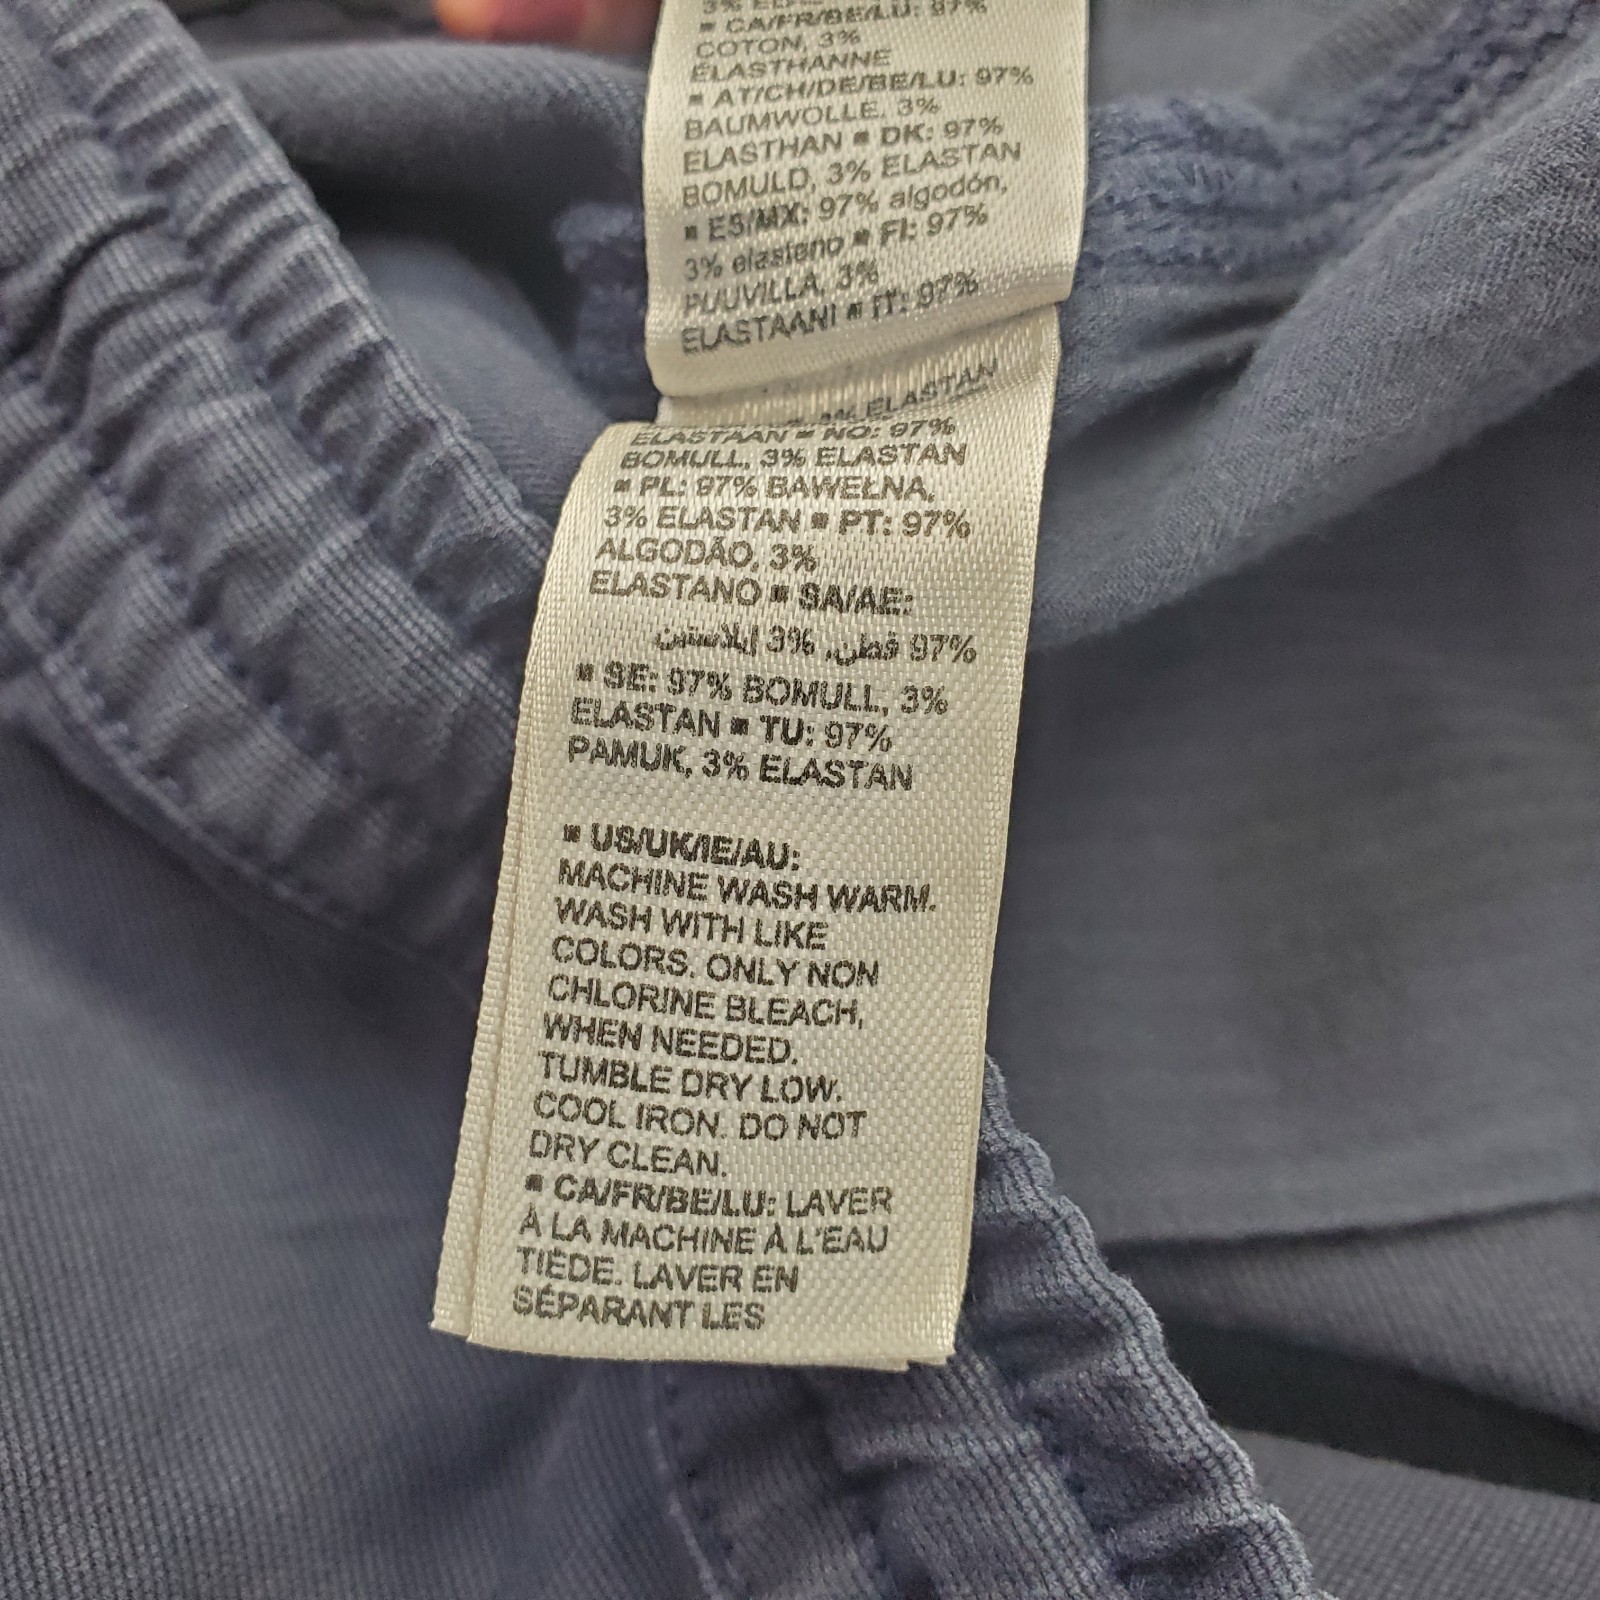 ■ CA/FR/BE/LU: 97%
COTON, 3%
ÉLASTHANNE
■ AT/CH/DE/BE/LU: 97%
BAUMWOLLE, 3%
ELASTHAN ■ DK: 97%
BOMULD, 3% ELASTAN
■ ES/MX: 97% algodón,
3% elasteno ■ FI: 97%
PUUVILLA, 3%
ELASTAANI ■ IT: 97%
3% ELASTAN
ELASTAAN ■ NO: 97%
BOMULL, 3% ELASTAN
■ PL: 97% BAWEŁNA,
3% ELASTAN ■ PT: 97%
ALGODÃO, 3%
ELASTANO ■ SA/AE:
97% قطن, 3% إيلاستين
■ SE: 97% BOMULL, 3%
ELASTAN ■ TU: 97%
PAMUK, 3% ELASTAN
■ US/UK/IE/AU:
MACHINE WASH WARM.
WASH WITH LIKE
COLORS. ONLY NON
CHLORINE BLEACH,
WHEN NEEDED.
TUMBLE DRY LOW.
COOL IRON. DO NOT
DRY CLEAN.
■ CA/FR/BE/LU: LAVER
À LA MACHINE À L'EAU
TIÈDE. LAVER EN
SÉPARANT LES